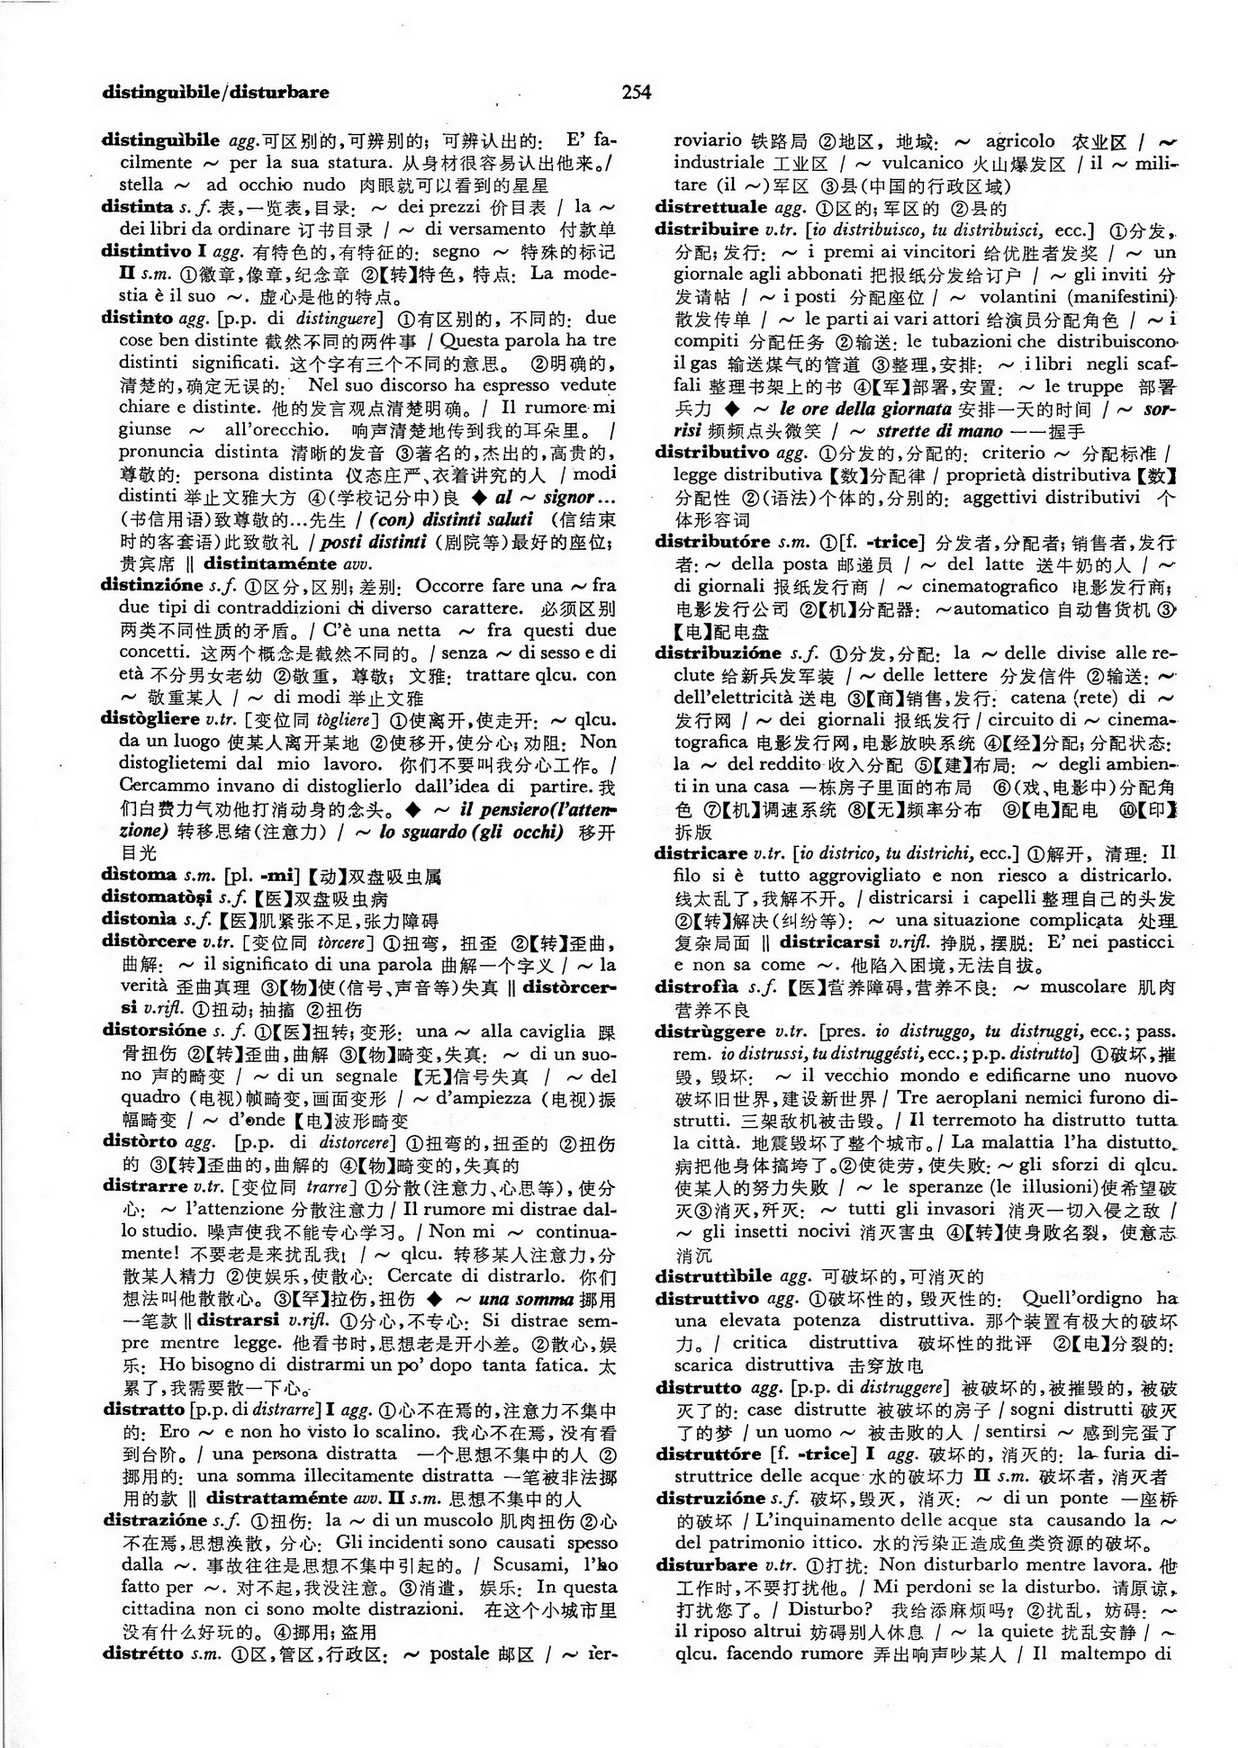 distinguìbile/disturbare
254
distinguìbile agg.可区别的,可辨别的; 可辨认出的: E' fa-
cilmente ～ per la sua statura. 从身材很容易认出他来。/
stella ～ ad occhio nudo 肉眼就可以看到的星星
distinta s. f. 表,一览表,目录: ～ dei prezzi 价目表 / la ～
dei libri da ordinare 订书目录 / ～ di versamento 付款单
distintivo I agg. 有特色的,有特征的: segno ～ 特殊的标记
II s.m. ①徽章,像章,纪念章 ②【转】特色, 特点: La mode-
stia è il suo ～. 虚心是他的特点。
distinto agg. [p.p. di distinguere] ①有区别的, 不同的: due
cose ben distinte 截然不同的两件事 / Questa parola ha tre
distinti significati. 这个字有三个不同的意思。 ②明确的,
清楚的,确定无误的: Nel suo discorso ha espresso vedute
chiare e distinte. 他的发言观点清楚明确。/ Il rumore mi
giunse ～ all'orecchio. 响声清楚地传到我的耳朵里。 /
pronuncia distinta 清晰的发音 ③著名的,杰出的,高贵的,
尊敬的: persona distinta 仪态庄严、衣着讲究的人 / modi
distinti 举止文雅大方 ④(学校记分中)良 ◆ al ～ signor...
(书信用语)致尊敬的…先生 / (con) distinti saluti (信结束
时的客套语)此致敬礼 / posti distinti (剧院等)最好的座位;
贵宾席 ‖ distintaménte avv.
distinzióne s.f. ①区分,区别; 差别: Occorre fare una ～ fra
due tipi di contraddizioni di diverso carattere. 必须区别
两类不同性质的矛盾。/ C'è una netta ～ fra questi due
concetti. 这两个概念是截然不同的。/ senza ～ di sesso e di
età 不分男女老幼 ②敬重, 尊敬; 文雅: trattare qlcu. con
～ 敬重某人 / ～ di modi 举止文雅
distògliere v.tr. [变位同 tògliere] ①使离开,使走开: ～ qlcu.
da un luogo 使某人离开某地 ②使移开,使分心; 劝阻: Non
distoglietemi dal mio lavoro. 你们不要叫我分心工作。/
Cercammo invano di distoglierlo dall'idea di partire. 我
们白费力气劝他打消动身的念头。 ◆ ～ il pensiero(l'atten-
zione) 转移思绪(注意力) / ～ lo sguardo (gli occhi) 移开
目光
dìstoma s.m. [pl. -mi] 【动】双盘吸虫属
distomatòşi s.f. 【医】双盘吸虫病
distonìa s.f. 【医】肌紧张不足,张力障碍
distòrcere v.tr. [变位同 tòrcere] ①扭弯, 扭歪 ②【转】歪曲,
曲解: ～ il significato di una parola 曲解一个字义 / ～ la
verità 歪曲真理 ③【物】使(信号、声音等)失真 ‖ distòrcer-
si v.rifl. ①扭动; 抽搐 ②扭伤
distorsióne s. f. ①【医】扭转; 变形: una ～ alla caviglia 踝
骨扭伤 ②【转】歪曲,曲解 ③【物】畸变,失真: ～ di un suo-
no 声的畸变 / ～ di un segnale 【无】信号失真 / ～ del
quadro (电视)帧畸变,画面变形 / ～ d'ampiezza (电视)振
幅畸变 / ～ d'onde 【电】波形畸变
distòrto agg. [p.p. di distorcere] ①扭弯的,扭歪的 ②扭伤
的 ③【转】歪曲的,曲解的 ④【物】畸变的,失真的
distrarre v.tr. [变位同 trarre] ①分散(注意力、心思等), 使分
心: ～ l'attenzione 分散注意力 / Il rumore mi distrae dal-
lo studio. 噪声使我不能专心学习。/ Non mi ～ continua-
mente! 不要老是来扰乱我! / ～ qlcu. 转移某人注意力,分
散某人精力 ②使娱乐,使散心: Cercate di distrarlo. 你们
想法叫他散散心。 ③【罕】拉伤,扭伤 ◆ ～ una somma 挪用
一笔款 ‖ distrarsi v.rifl. ①分心,不专心: Si distrae sem-
pre mentre legge. 他看书时,思想老是开小差。 ②散心,娱
乐: Ho bisogno di distrarmi un po' dopo tanta fatica. 太
累了,我需要散一下心。
distratto [p.p. di distrarre] I agg. ①心不在焉的,注意力不集中
的: Ero ～ e non ho visto lo scalino. 我心不在焉,没有看
到台阶。/ una persona distratta 一个思想不集中的人 ②
挪用的: una somma illecitamente distratta 一笔被非法挪
用的款 ‖ distrattaménte avv. II s.m. 思想不集中的人
distrazióne s.f. ①扭伤: la ～ di un muscolo 肌肉扭伤 ②心
不在焉,思想涣散, 分心: Gli incidenti sono causati spesso
dalla ～. 事故往往是思想不集中引起的。/ Scusami, l'ho
fatto per ～. 对不起,我没注意。 ③消遣, 娱乐: In questa
cittadina non ci sono molte distrazioni. 在这个小城市里
没有什么好玩的。 ④挪用; 盗用
distrétto s.m. ①区,管区,行政区: ～ postale 邮区 / ～ fer-
roviario 铁路局 ②地区, 地域: ～ agricolo 农业区 / ～
industriale 工业区 / ～ vulcanico 火山爆发区 / il ～ mili-
tare (il ～)军区 ③县(中国的行政区域)
distrettuale agg. ①区的; 军区的 ②县的
distribuire v.tr. [io distribuisco, tu distribuisci, ecc.] ①分发,
分配; 发行: ～ i premi ai vincitori 给优胜者发奖 / ～ un
giornale agli abbonati 把报纸分发给订户 / ～ gli inviti 分
发请帖 / ～ i posti 分配座位 / ～ volantini (manifestini)
散发传单 / ～ le parti ai vari attori 给演员分配角色 / ～ i
compiti 分配任务 ②输送: le tubazioni che distribuiscono
il gas 输送煤气的管道 ③整理,安排: ～ i libri negli scaf-
fali 整理书架上的书 ④【军】部署,安置: ～ le truppe 部署
兵力 ◆ ～ le ore della giornata 安排一天的时间 / ～ sor-
risi 频频点头微笑 / ～ strette di mano 一一握手
distributivo agg. ①分发的,分配的: criterio ～ 分配标准 /
legge distributiva 【数】分配律 / proprietà distributiva 【数】
分配性 ②(语法)个体的,分别的: aggettivi distributivi 个
体形容词
distributóre s.m. ①[f. -trice] 分发者,分配者; 销售者,发行
者: ～ della posta 邮递员 / ～ del latte 送牛奶的人 / ～
di giornali 报纸发行商 / ～ cinematografico 电影发行商;
电影发行公司 ②【机】分配器: ～automatico 自动售货机 ③
【电】配电盘
distribuzióne s.f. ①分发,分配: la ～ delle divise alle re-
clute 给新兵发军装 / ～ delle lettere 分发信件 ②输送: ～
dell'elettricità 送电 ③【商】销售,发行: catena (rete) di ～
发行网 / ～ dei giornali 报纸发行 / circuito di ～ cinema-
tografica 电影发行网,电影放映系统 ④【经】分配; 分配状态:
la ～ del reddito 收入分配 ⑤【建】布局: ～ degli ambien-
ti in una casa 一栋房子里面的布局 ⑥(戏、电影中)分配角
色 ⑦【机】调速系统 ⑧【无】频率分布 ⑨【电】配电 ⑩【印】
拆版
districare v.tr. [io districo, tu districhi, ecc.] ①解开, 清理: Il
filo si è tutto aggrovigliato e non riesco a districarlo.
线太乱了,我解不开。/ districarsi i capelli 整理自己的头发
②【转】解决(纠纷等): ～ una situazione complicata 处理
复杂局面 ‖ districarsi v.rifl. 挣脱,摆脱: E' nei pasticci
e non sa come ～. 他陷入困境,无法自拔。
distrofìa s.f. 【医】营养障碍,营养不良: ～ muscolare 肌肉
营养不良
distrùggere v.tr. [pres. io distruggo, tu distruggi, ecc.; pass.
rem. io distrussi, tu distruggésti, ecc.; p.p. distrutto] ①破坏,摧
毁, 毁坏: ～ il vecchio mondo e edificarne uno nuovo
破坏旧世界,建设新世界 / Tre aeroplani nemici furono di-
strutti. 三架敌机被击毁。/ Il terremoto ha distrutto tutta
la città. 地震毁坏了整个城市。/ La malattia l'ha distutto.
病把他身体搞垮了。②使徒劳,使失败: ～ gli sforzi di qlcu.
使某人的努力失败 / ～ le speranze (le illusioni)使希望破
灭③消灭,歼灭: ～ tutti gli invasori 消灭一切入侵之敌 /
～ gli insetti nocivi 消灭害虫 ④【转】使身败名裂, 使意志
消沉
distruttìbile agg. 可破坏的,可消灭的
distruttivo agg. ①破坏性的, 毁灭性的: Quell'ordigno ha
una elevata potenza distruttiva. 那个装置有极大的破坏
力。/ critica distruttiva 破坏性的批评 ②【电】分裂的:
scarica distruttiva 击穿放电
distrutto agg. [p.p. di distruggere] 被破坏的,被摧毁的, 被破
灭了的: case distrutte 被破坏的房子 / sogni distrutti 破灭
了的梦 / un uomo ～ 被击败的人 / sentirsi ～ 感到完蛋了
distruttóre [f. -trice] I agg. 破坏的, 消灭的: la furia di-
struttrice delle acque 水的破坏力 II s.m. 破坏者, 消灭者
distruzióne s.f. 破坏,毁灭, 消灭: ～ di un ponte 一座桥
的破坏 / L'inquinamento delle acque sta causando la ～
del patrimonio ittico. 水的污染正造成鱼类资源的破坏。
disturbare v.tr. ①打扰: Non disturbarlo mentre lavora. 他
工作时,不要打扰他。/ Mi perdoni se la disturbo. 请原谅,
打扰您了。/ Disturbo? 我给添麻烦吗? ②扰乱, 妨碍: ～
il riposo altrui 妨碍别人休息 / ～ la quiete 扰乱安静 / ～
qlcu. facendo rumore 弄出响声吵某人 / Il maltempo di